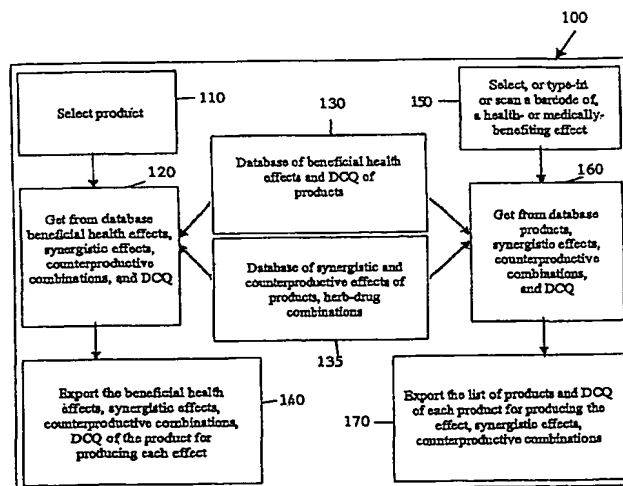 100
Select product
110
130
150
Select, or type-in
or scan a barcode of,
a health- or medically-
benefiting effect
Database of beneficial health
effects and DCQ of
products
120
Get from database
beneficial health effects,
synergistic effects,
counterproductive
combinations, and DCQ
160
Get from database
products,
synergistic effects,
counterproductive
combinations,
and DCQ
Database of synergistic and
counterproductive effects of
products, herb-drug
combinations
135
Export the beneficial health
effects, synergistic effects,
counterproductive combinations,
DCQ of the product for
producing each effect
140
170
Export the list of products and DCQ
of each product for producing the
effect, synergistic effects,
counterproductive combinations